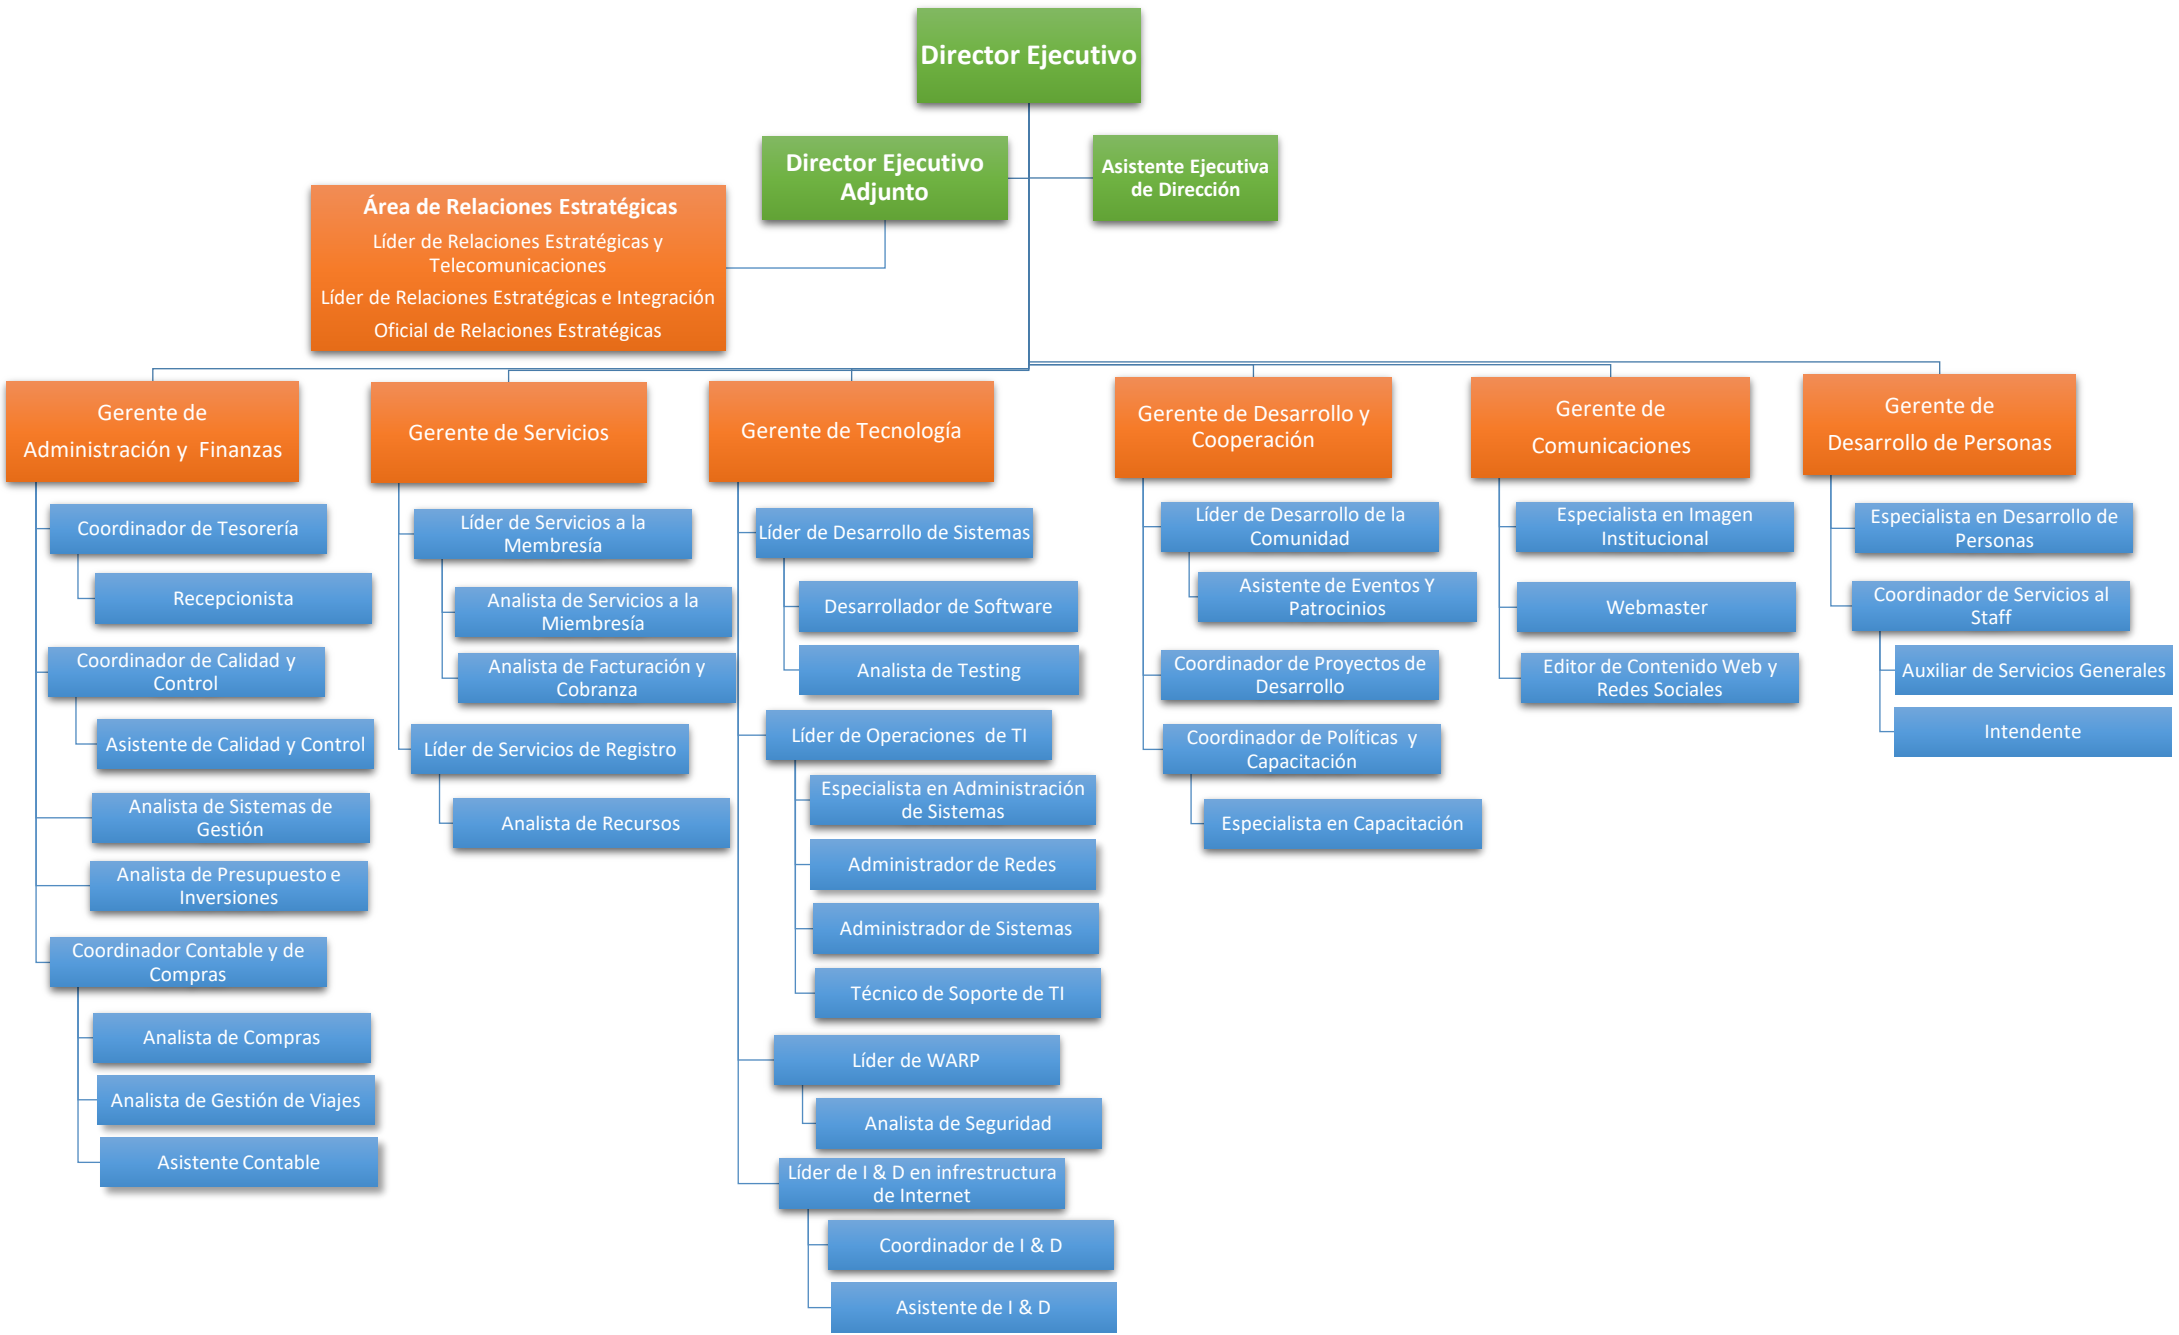 Director Ejecutivo
Director Ejecutivo
Adjunto
Asistente Ejecutiva
de Dirección
Área de Relaciones Estratégicas
Líder de Relaciones Estratégicas y
Telecomunicaciones
Líder de Relaciones Estratégicas e Integración
Oficial de Relaciones Estratégicas
Gerente de
Administración y Finanzas
Coordinador de Tesorería
Recepcionista
Coordinador de Calidad y
Control
Asistente de Calidad y Control
Analista de Sistemas de
Gestión
Analista de Presupuesto e
Inversiones
Coordinador Contable y de
Compras
Analista de Compras
Analista de Gestión de Viajes
Asistente Contable
Gerente de Servicios
Líder de Servicios a la
Membresía
Analista de Servicios a la
Miembresía
Analista de Facturación y
Cobranza
Líder de Servicios de Registro
Analista de Recursos
Gerente de Tecnología
Líder de Desarrollo de Sistemas
Desarrollador de Software
Analista de Testing
Líder de Operaciones de TI
Especialista en Administración
de Sistemas
Administrador de Redes
Administrador de Sistemas
Técnico de Soporte de TI
Líder de WARP
Analista de Seguridad
Líder de I & D en infrestructura
de Internet
Coordinador de I & D
Asistente de I & D
Gerente de Desarrollo y
Cooperación
Líder de Desarrollo de la
Comunidad
Asistente de Eventos Y
Patrocinios
Coordinador de Proyectos de
Desarrollo
Coordinador de Políticas y
Capacitación
Especialista en Capacitación
Gerente de
Comunicaciones
Especialista en Imagen
Institucional
Webmaster
Editor de Contenido Web y
Redes Sociales
Gerente de
Desarrollo de Personas
Especialista en Desarrollo de
Personas
Coordinador de Servicios al
Staff
Auxiliar de Servicios Generales
Intendente